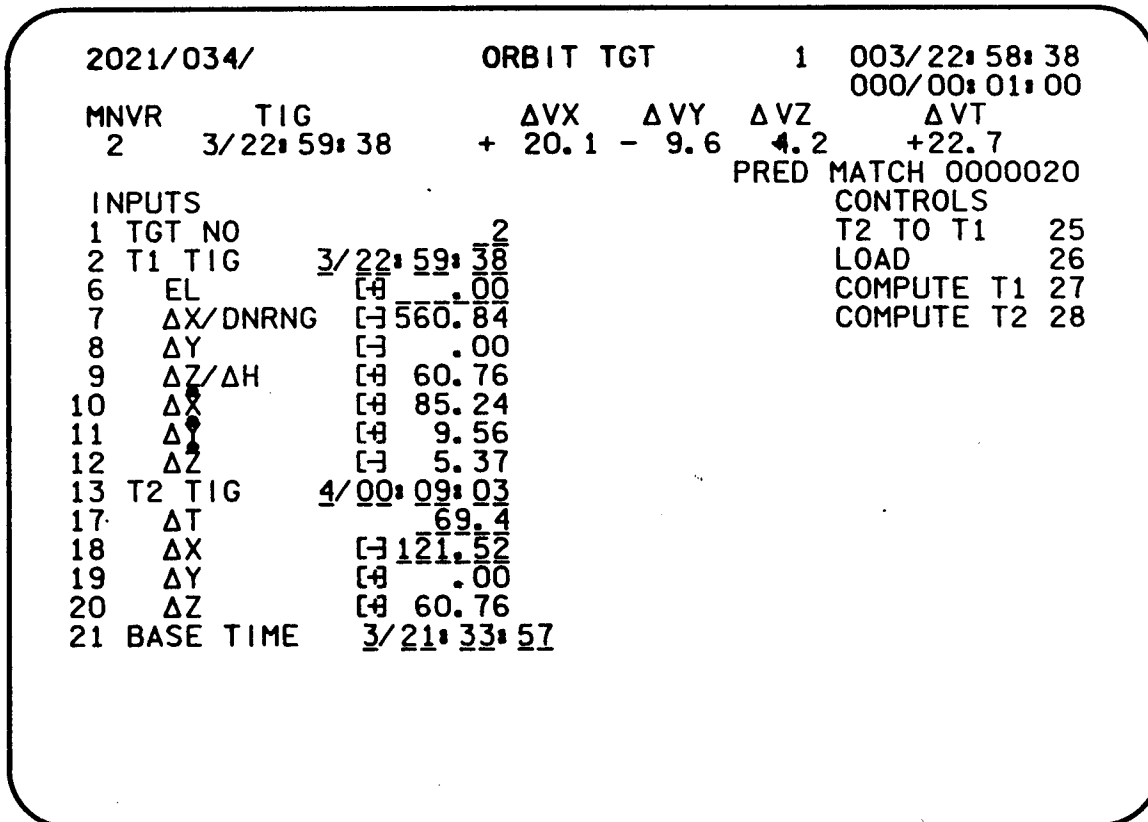 2021/034/ ORBIT TGT 1 003/22:58:38
000/00:01:00
MNVR TIG ΔVX ΔVY ΔVZ ΔVT
2 3/22:59:38 + 20.1 - 9.6 4.2 +22.7
PRED MATCH 0000020
INPUTS CONTROLS
1 TGT NO 2 T2 TO T1 25
2 T1 TIG 3/22:59:38 LOAD 26
6 EL [+] .00 COMPUTE T1 27
7 ΔX/DNRNG [-] 560.84 COMPUTE T2 28
8 ΔY [-] .00
9 ΔZ/ΔH [+] 60.76
10 ΔẊ [+] 85.24
11 ΔẎ [+] 9.56
12 ΔŻ [-] 5.37
13 T2 TIG 4/00:09:03
17 ΔT 69.4
18 ΔX [-] 121.52
19 ΔY [+] .00
20 ΔZ [+] 60.76
21 BASE TIME 3/21:33:57